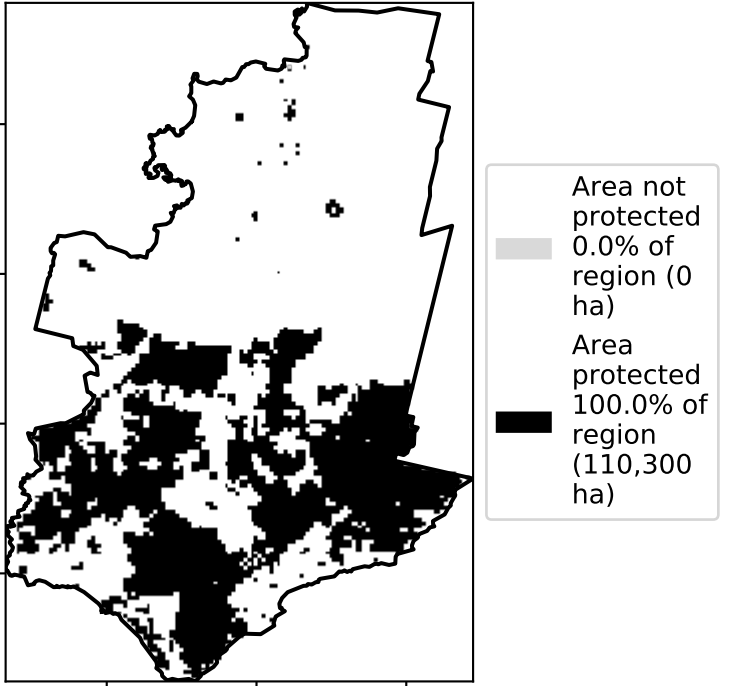 Area not
protected
0.0% of
region (0
ha)
Area
protected
100.0% of
region
(110,300
ha)